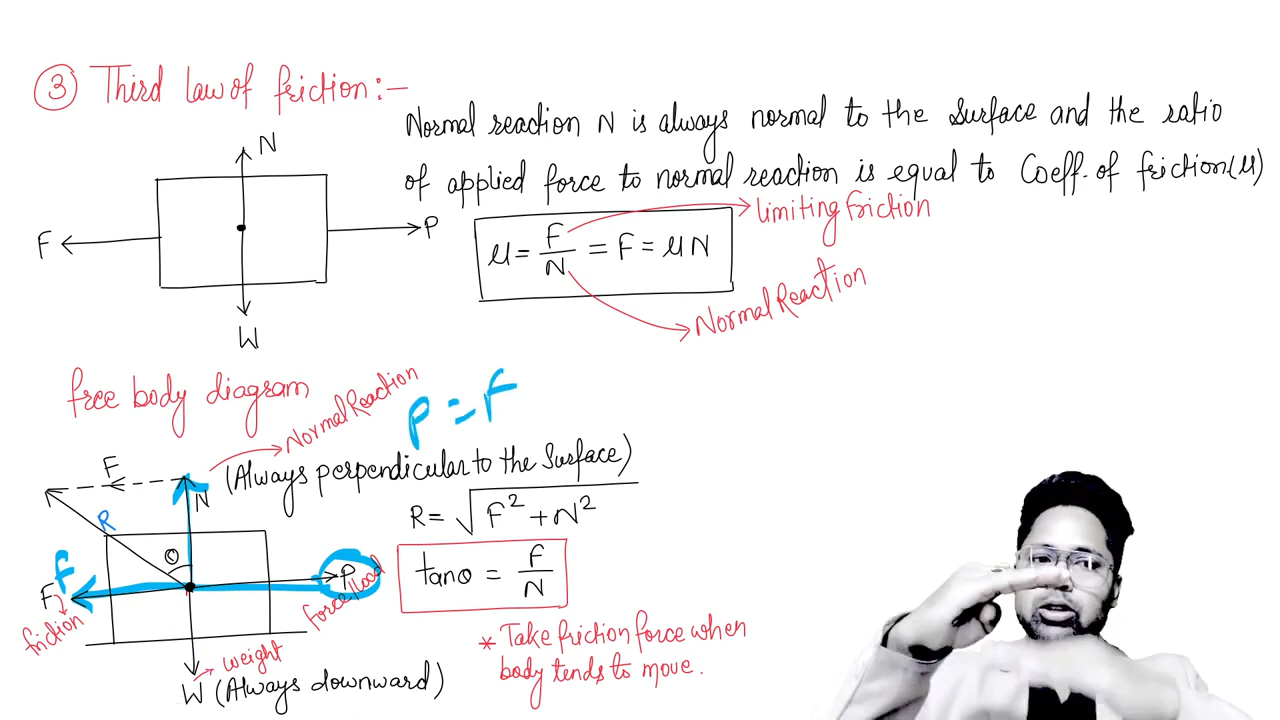 ③ Third law of friction:-
Normal reaction N is always normal to the surface and the ratio
of applied force to normal reaction is equal to Coeff. of friction(μ)
N
F
P
W
μ = F/N = F = μN
Limiting friction
Normal Reaction
free body diagram
Normal Reaction
P = F
(Always perpendicular to the surface)
F
N
R
θ
R = √F² + N²
tanθ = F/N
F
F
friction
P
Force/load
weight
W (Always downward)
* Take friction force when
body tends to move.